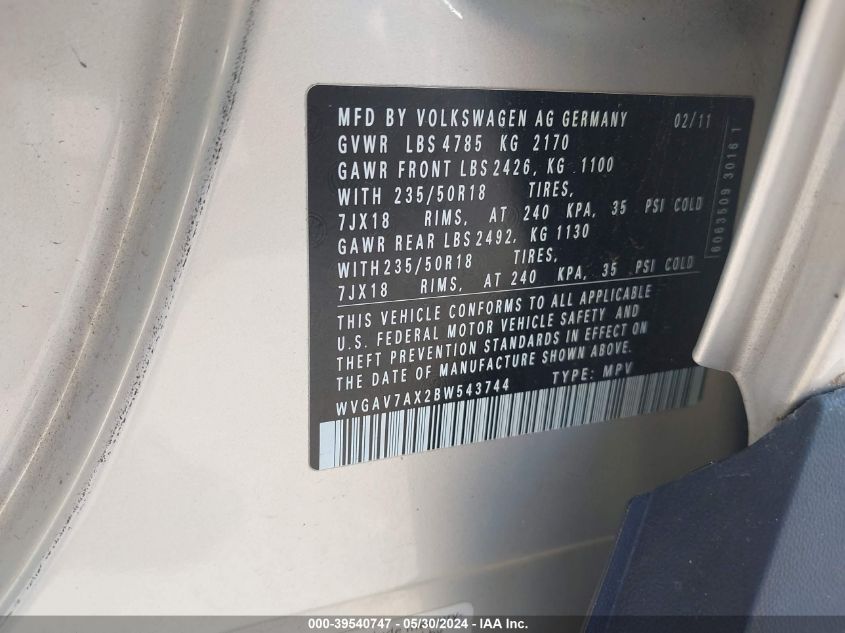 MFD BY VOLKSWAGEN AG GERMANY 02/11
GVWR LBS 4785 KG 2170
GAWR FRONT LBS 2426, KG 1100
WITH 235/50R18 TIRES,
7JX18 RIMS, AT 240 KPA, 35 PSI COLD
GAWR REAR LBS 2492, KG 1130
WITH 235/50R18 TIRES,
7JX18 RIMS, AT 240 KPA, 35 PSI COLD
THIS VEHICLE CONFORMS TO ALL APPLICABLE
U.S. FEDERAL MOTOR VEHICLE SAFETY AND
THEFT PREVENTION STANDARDS IN EFFECT ON
THE DATE OF MANUFACTURE SHOWN ABOVE.
WVGAV7AX2BW543744 TYPE: MPV
6063509 3016 1
000-39540747 - 05/30/2024 - IAA Inc.